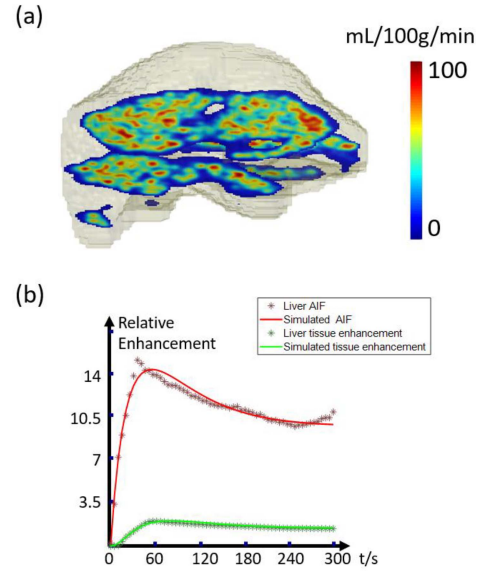 (a)
mL/100g/min
100
0
(b)
Liver AIF
Simulated AIF
Liver tissue enhancement
Simulated tissue enhancement
Relative
Enhancement
14
10.5
7
3.5
0 60 120 180 240 300 t/s